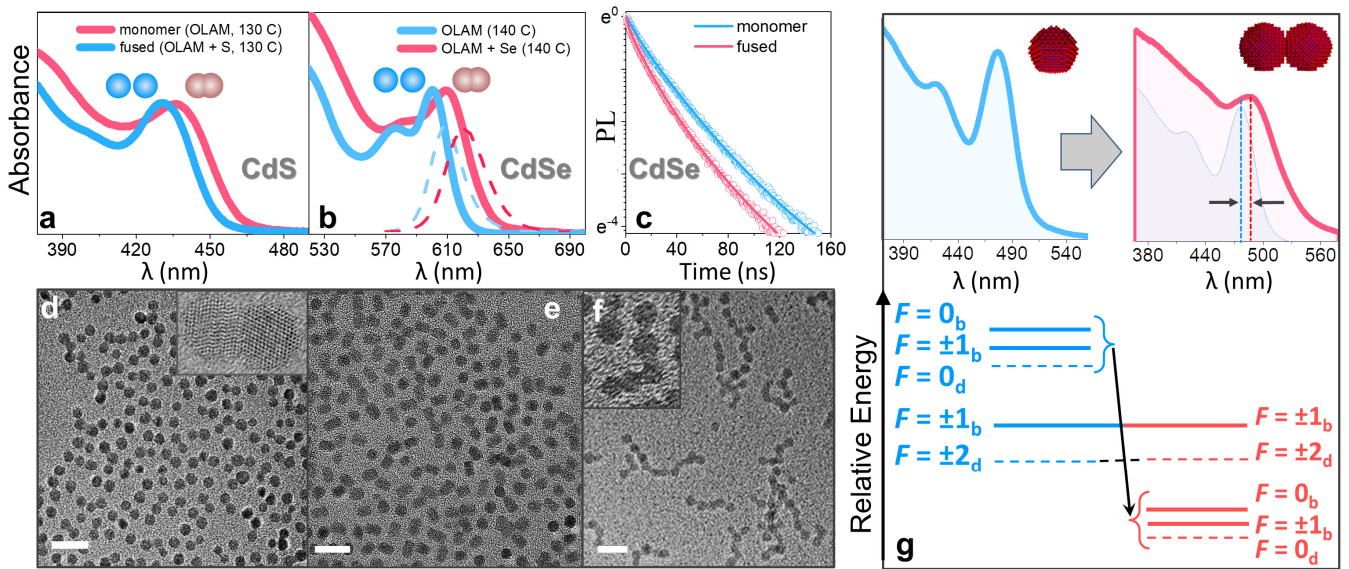 Absorbance
monomer (OLAM, 130 C)
fused (OLAM + S, 130 C)
CdS
a
390 420 450 480
λ (nm)
OLAM (140 C)
OLAM + Se (140 C)
CdSe
b
530 570 610 650 690
λ (nm)
e⁰
PL
e⁻⁴
monomer
fused
CdSe
c
0 40 80 120 160
Time (ns)
390 440 490 540
λ (nm)
380 440 500 560
λ (nm)
d
e
f
Relative Energy
F = 0b
F = ±1b
F = 0d
F = ±1b
F = ±2d
F = ±1b
F = ±2d
F = 0b
F = ±1b
F = 0d
g